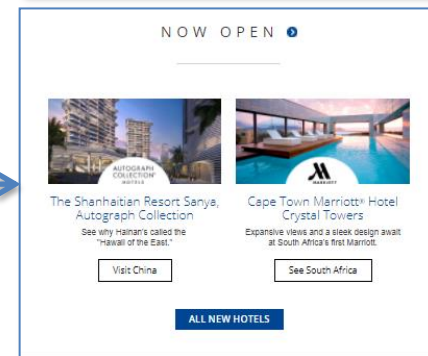 NOW OPEN
AUTOGRAPH
COLLECTION
HOTELS
MARRIOTT
The Shanhaitian Resort Sanya,
Autograph Collection
Cape Town Marriott® Hotel
Crystal Towers
See why Hainan's called the
"Hawaii of the East."
Expansive views and a sleek design await
at South Africa's first Marriott.
Visit China
See South Africa
ALL NEW HOTELS